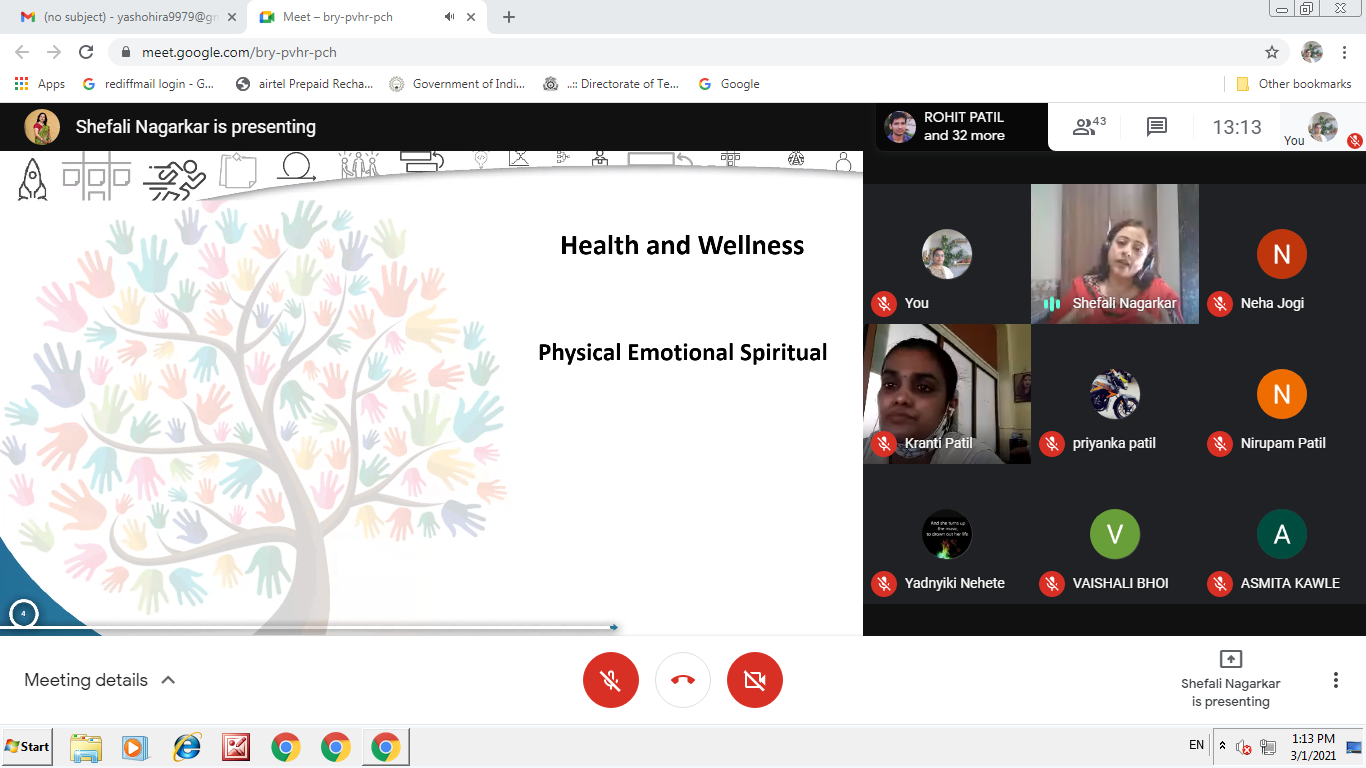 (no subject) - yashohira9979@gm
Meet – bry-pvhr-pch
meet.google.com/bry-pvhr-pch
Apps
rediffmail login - G...
airtel Prepaid Recha...
Government of Indi...
..:: Directorate of Te...
Google
Other bookmarks
Shefali Nagarkar is presenting
ROHIT PATIL
and 32 more
43
13:13
You
Health and Wellness
Physical Emotional Spiritual
4
You
Shefali Nagarkar
N
Neha Jogi
Kranti Patil
priyanka patil
N
Nirupam Patil
And she turns up
the music,
to drown out her life.
Yadnyiki Nehete
V
VAISHALI BHOI
A
ASMITA KAWLE
Meeting details
Shefali Nagarkar
is presenting
Start
EN
1:13 PM
3/1/2021